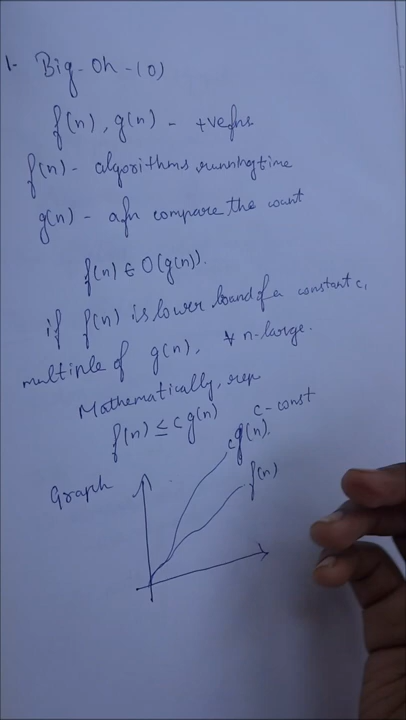 1- Big-Oh-(O)
f(n), g(n) - +ve fns
f(n) - algorithms running time
g(n) - a fn compare the count
f(n) ∈ O(g(n)).
if f(n) is lower bound of a constant c,
multiple of g(n), ∀ n-large.
Mathematically, rep
f(n) ≤ c g(n) c-const
Graph
c g(n).
f(n)